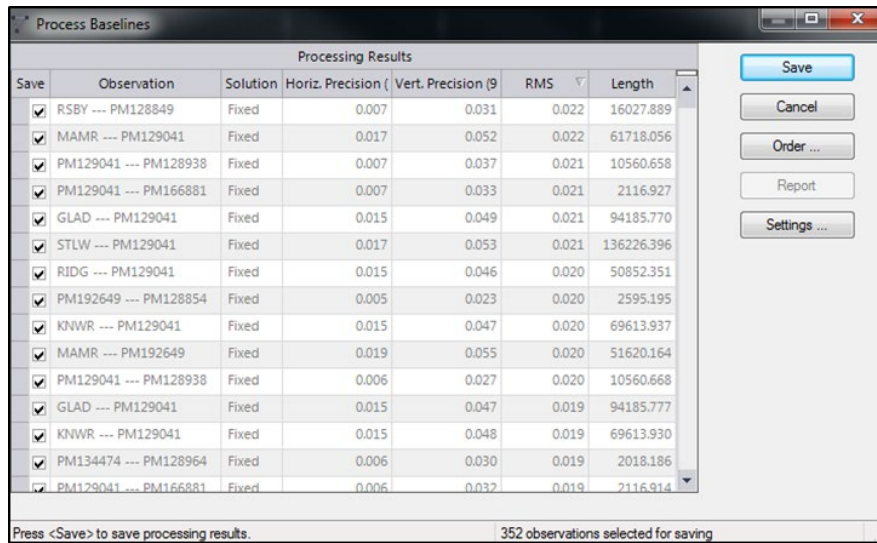 Process Baselines
Processing Results
Save Observation Solution Horiz. Precision ( Vert. Precision (9 RMS Length
RSBY --- PM128849 Fixed 0.007 0.031 0.022 16027.889
MAMR --- PM129041 Fixed 0.017 0.052 0.022 61718.056
PM129041 --- PM128938 Fixed 0.007 0.037 0.021 10560.658
PM129041 --- PM166881 Fixed 0.007 0.033 0.021 2116.927
GLAD --- PM129041 Fixed 0.015 0.049 0.021 94185.770
STLW --- PM129041 Fixed 0.017 0.053 0.021 136226.396
RIDG --- PM129041 Fixed 0.015 0.046 0.020 50852.351
PM192649 --- PM128854 Fixed 0.005 0.023 0.020 2595.195
KNWR --- PM129041 Fixed 0.015 0.047 0.020 69613.937
MAMR --- PM192649 Fixed 0.019 0.055 0.020 51620.164
PM129041 --- PM128938 Fixed 0.006 0.027 0.020 10560.668
GLAD --- PM129041 Fixed 0.015 0.047 0.019 94185.777
KNWR --- PM129041 Fixed 0.015 0.048 0.019 69613.930
PM134474 --- PM128964 Fixed 0.006 0.030 0.019 2018.186
PM129041 --- PM166881 Fixed 0.006 0.032 0.019 2116.914
Save
Cancel
Order ...
Report
Settings ...
Press <Save> to save processing results.
352 observations selected for saving